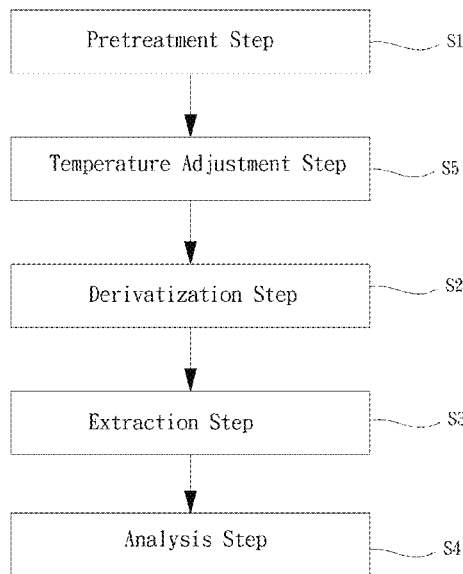 Pretreatment Step S1
Temperature Adjustment Step S5
Derivatization Step S2
Extraction Step S3
Analysis Step S4